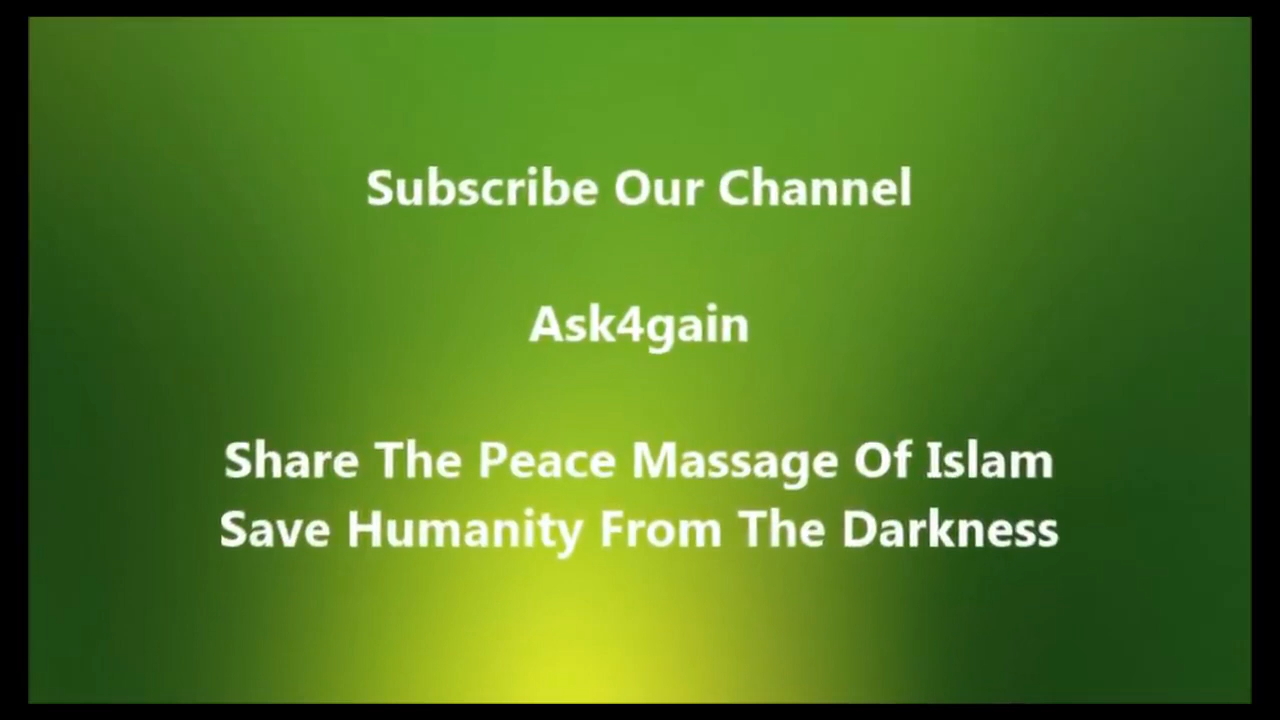 Subscribe Our Channel
Ask4gain
Share The Peace Massage Of Islam
Save Humanity From The Darkness